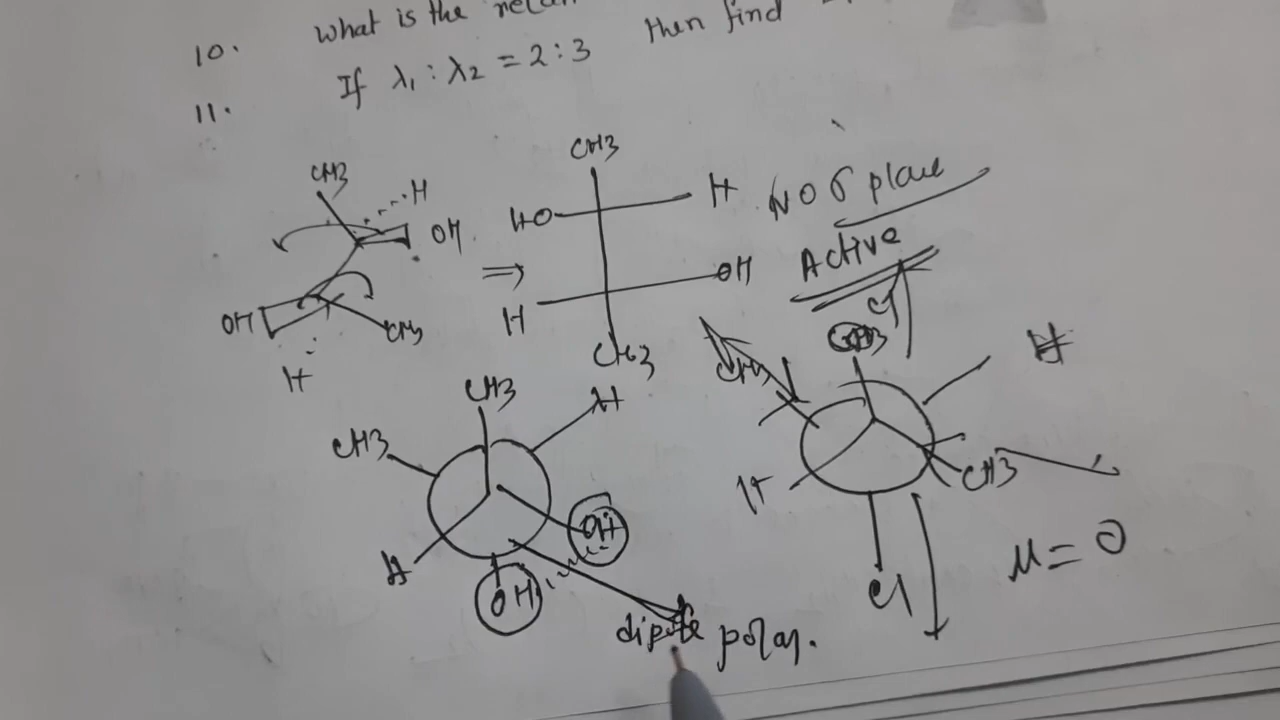 10. What is the
11. If λ₁ : λ₂ = 2 : 3 then find
CH3
H
OH
OH
CH3
H
⇒
CH3
HO H
H OH
CH3
NO σ plane
Active
CH3
CH3
H
H
OH
OH
dipole polar.
Cl
CH3
H
H
CH3
Cl
μ = 0